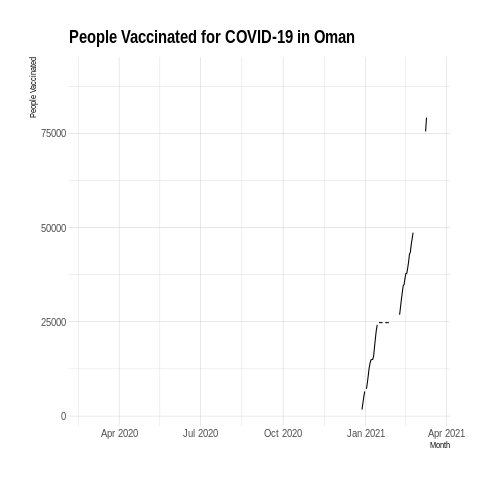 People Vaccinated for COVID-19 in Oman
People Vaccinated
75000
50000
25000
0
Apr 2020 Jul 2020 Oct 2020 Jan 2021 Apr 2021
Month